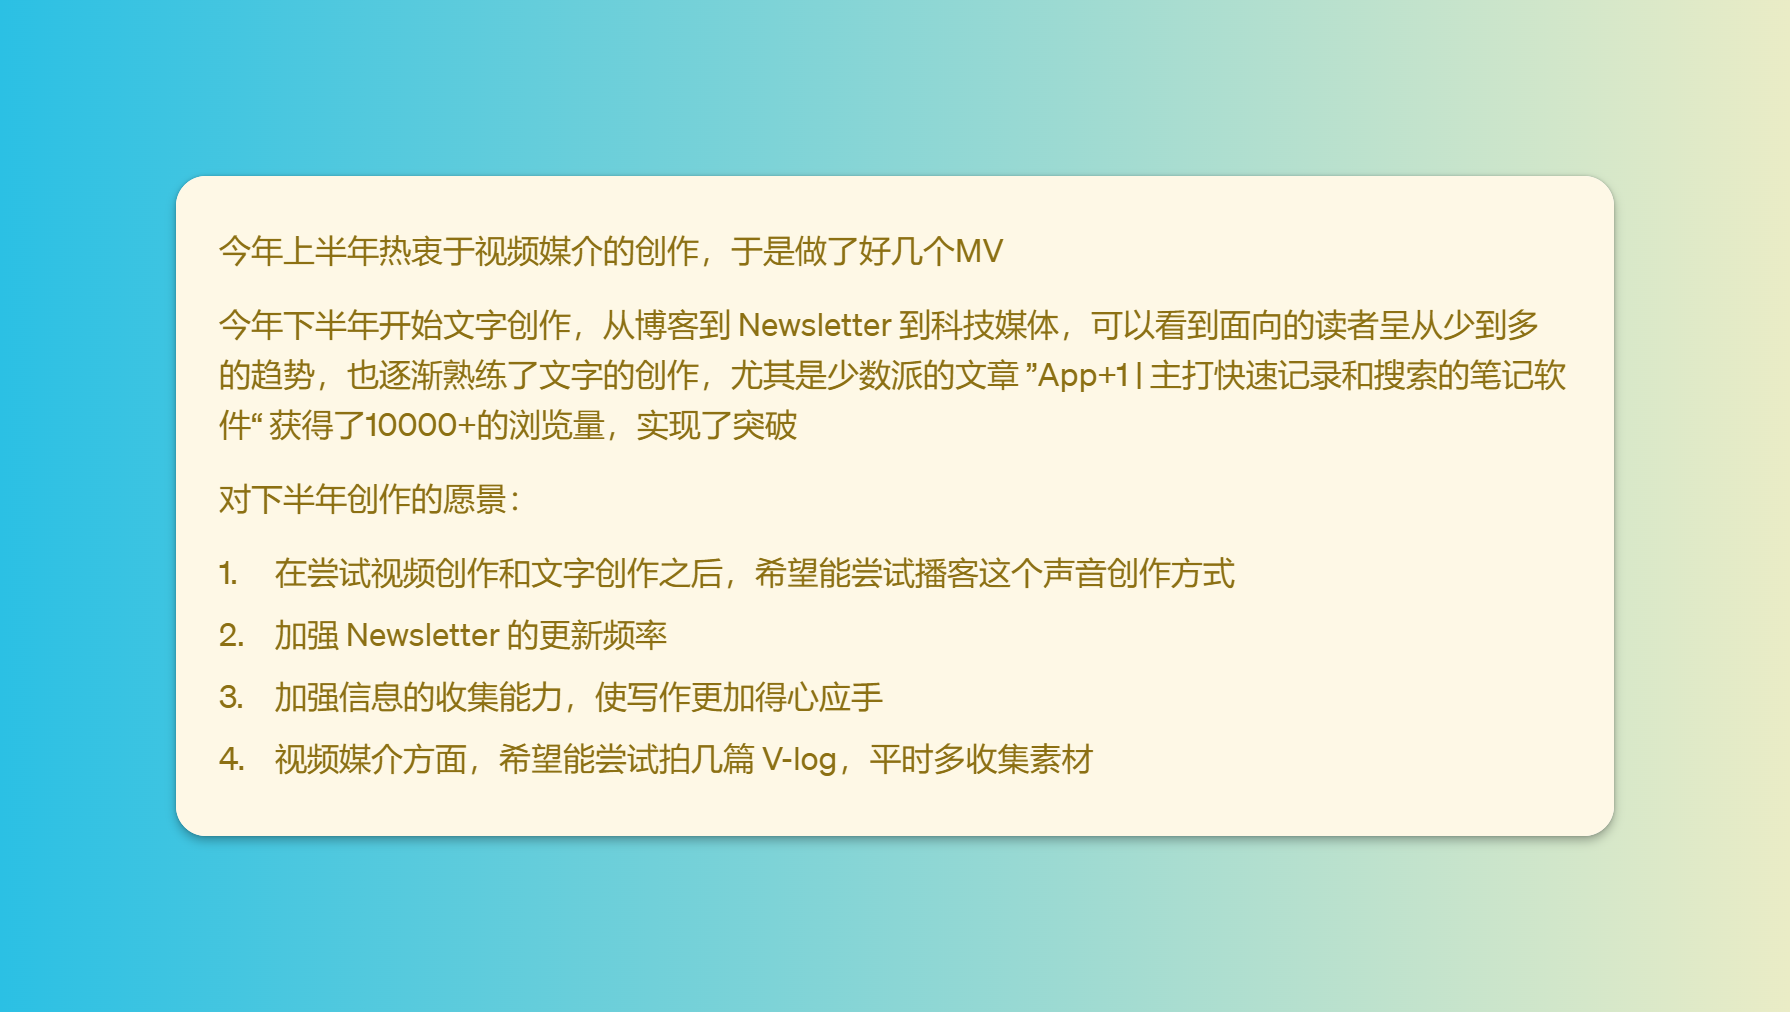 今年上半年热衷于视频媒介的创作，于是做了好几个MV
今年下半年开始文字创作，从博客到 Newsletter 到科技媒体，可以看到面向的读者呈从少到多
的趋势，也逐渐熟练了文字的创作，尤其是少数派的文章 ”App+1 | 主打快速记录和搜索的笔记软
件“ 获得了10000+的浏览量，实现了突破
对下半年创作的愿景：
1. 在尝试视频创作和文字创作之后，希望能尝试播客这个声音创作方式
2. 加强 Newsletter 的更新频率
3. 加强信息的收集能力，使写作更加得心应手
4. 视频媒介方面，希望能尝试拍几篇 V-log，平时多收集素材